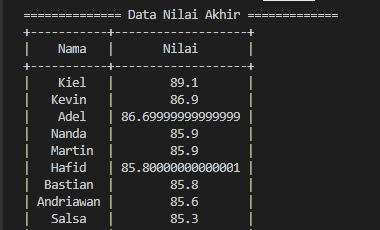 ============== Data Nilai Akhir =============
+-----------+-------------------+
|    Nama   |       Nilai       |
+-----------+-------------------+
|    Kiel   |        89.1       |
|   Kevin   |        86.9       |
|    Adel   | 86.69999999999999 |
|   Nanda   |        85.9       |
|   Martin  |        85.9       |
|   Hafid   | 85.80000000000001 |
|  Bastian  |        85.8       |
| Andriawan |        85.6       |
|   Salsa   |        85.3       |